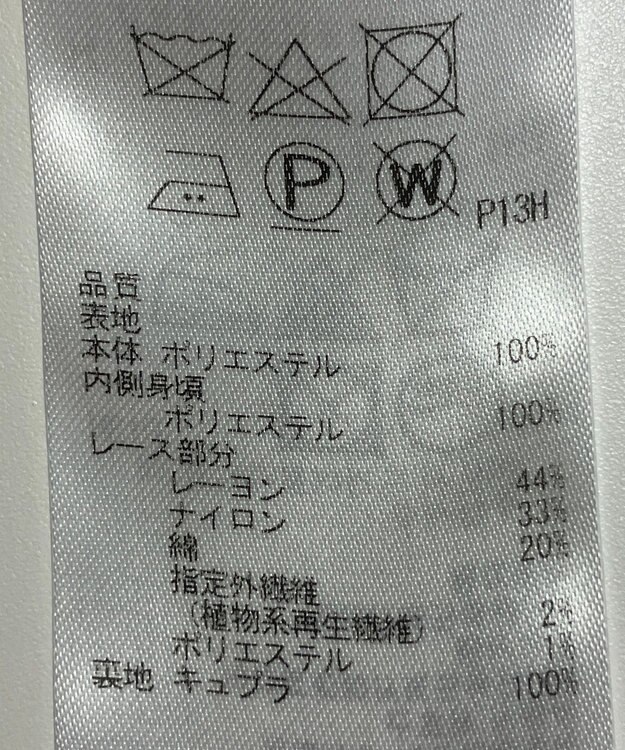 P W P13H
品質
表地
本体 ポリエステル 100%
内側身頃
ポリエステル 100%
レース部分
レーヨン 44%
ナイロン 33%
綿 20%
指定外繊維
(植物系再生繊維) 2%
ポリエステル 1%
裏地 キュプラ 100%